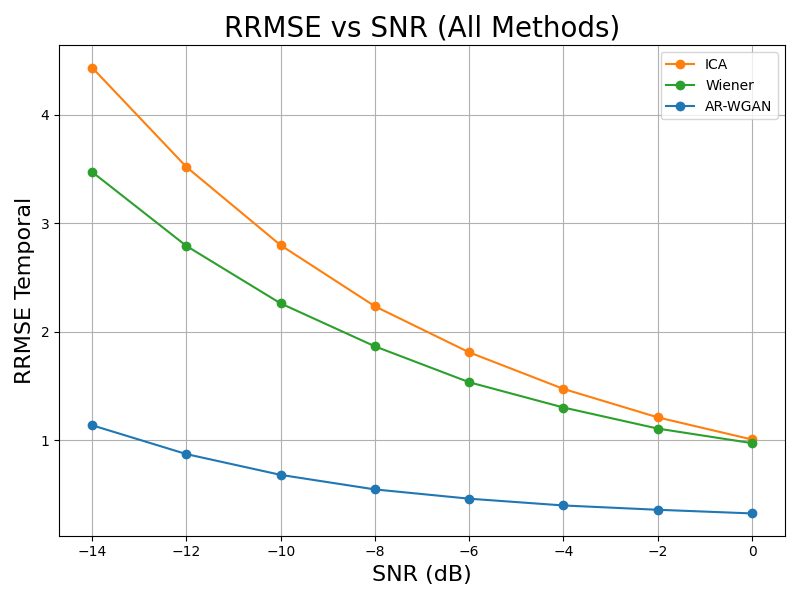 RRMSE vs SNR (All Methods)
ICA
Wiener
AR-WGAN
RRMSE Temporal
4
3
2
1
−14 −12 −10 −8 −6 −4 −2 0
SNR (dB)